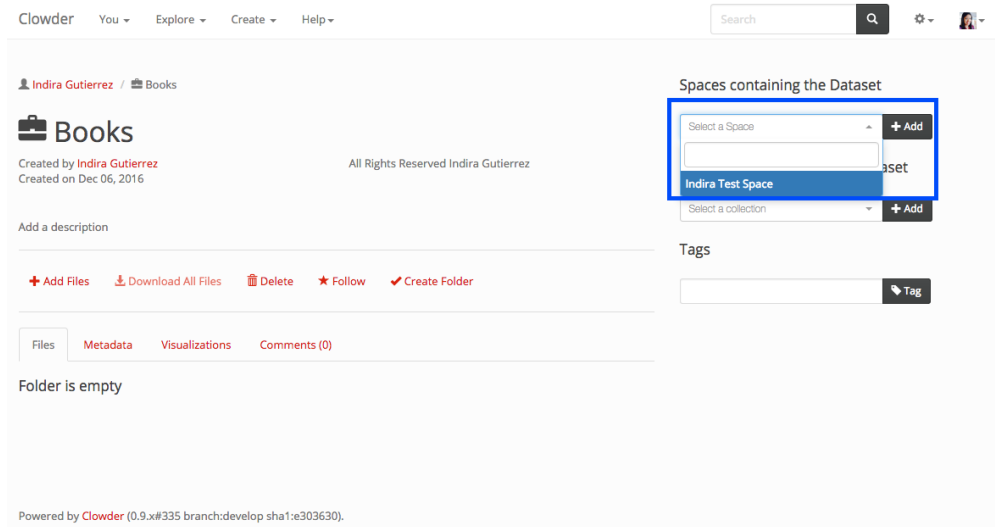 Clowder You Explore Create Help Search
Indira Gutierrez / Books
Books
Created by Indira Gutierrez All Rights Reserved Indira Gutierrez
Created on Dec 06, 2016
Add a description
Add Files Download All Files Delete Follow Create Folder
Files Metadata Visualizations Comments (0)
Folder is empty
Spaces containing the Dataset
Select a Space Add
Indira Test Space
Select a collection Add
Tags
Tag
Powered by Clowder (0.9.x#335 branch:develop sha1:e303630).